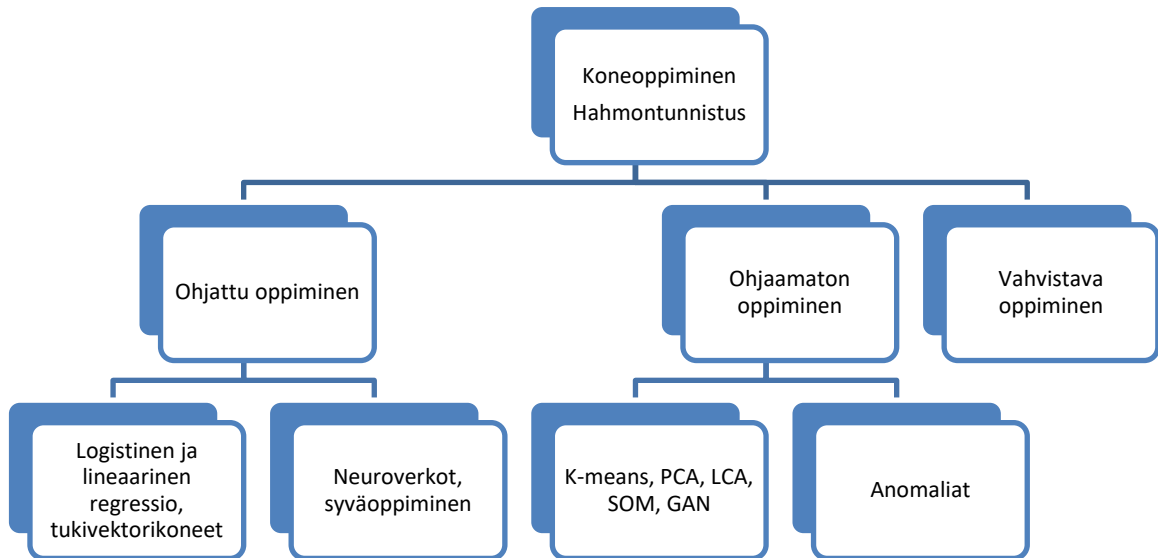 Koneoppiminen
Hahmontunnistus
Ohjattu oppiminen
Ohjaamaton
oppiminen
Vahvistava
oppiminen
Logistinen ja
lineaarinen
regressio,
tukivektorikoneet
Neuroverkot,
syväoppiminen
K-means, PCA, LCA,
SOM, GAN
Anomaliat